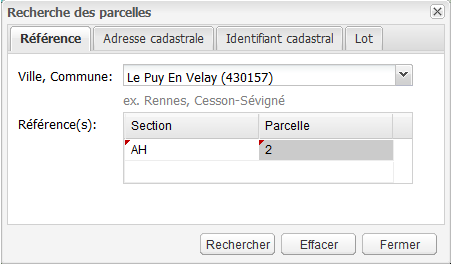 Recherche des parcelles
Référence Adresse cadastrale Identifiant cadastral Lot
Ville, Commune: Le Puy En Velay (430157)
ex. Rennes, Cesson-Sévigné
Référence(s): Section Parcelle
AH 2
Rechercher Effacer Fermer